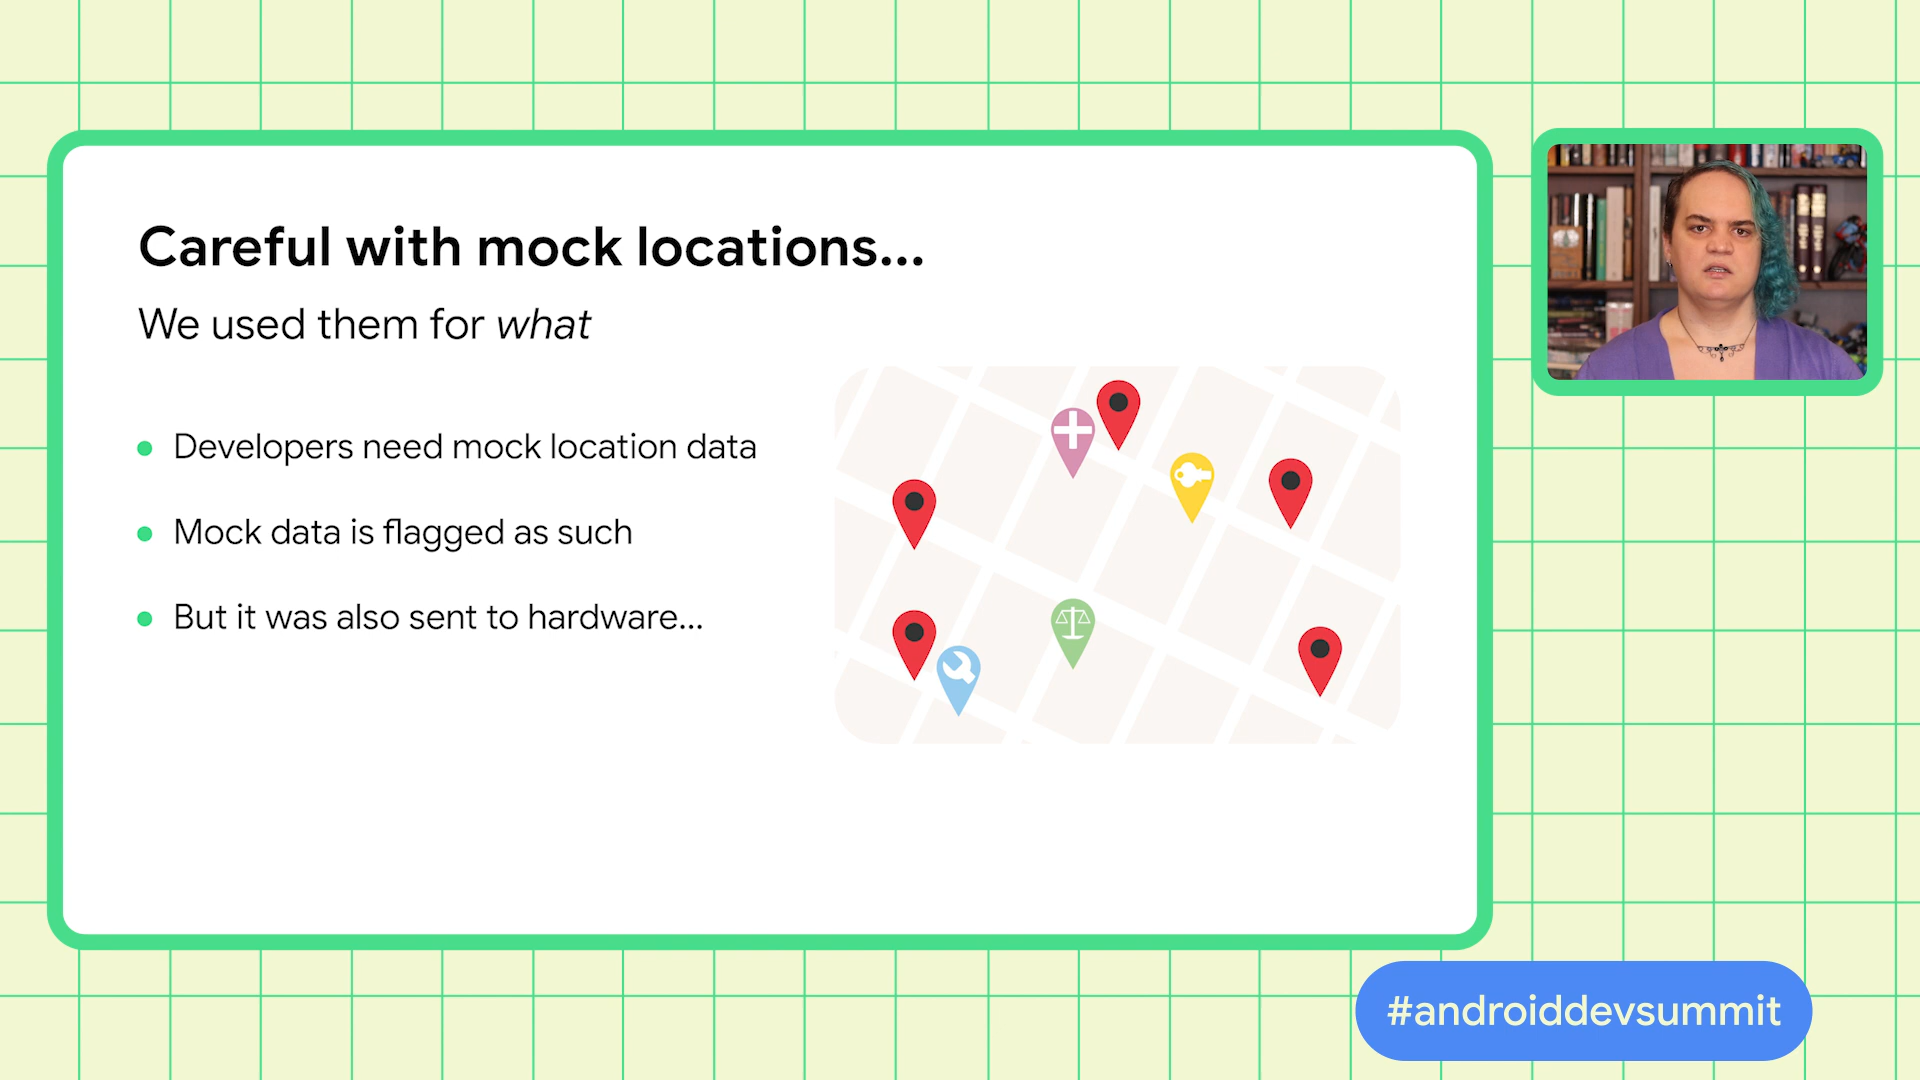 Careful with mock locations...
We used them for what
Developers need mock location data
Mock data is flagged as such
But it was also sent to hardware...
#androiddevsummit